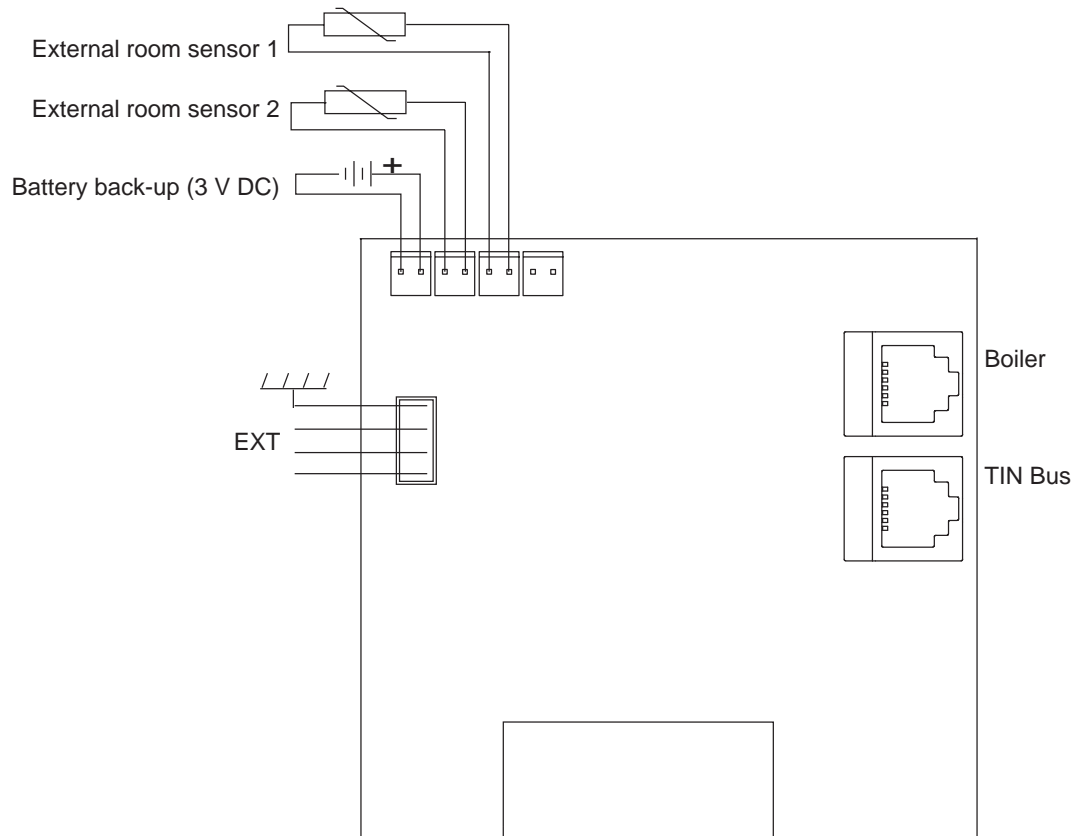 External room sensor 1
External room sensor 2
+
Battery back-up (3 V DC)
Boiler
EXT
TIN Bus